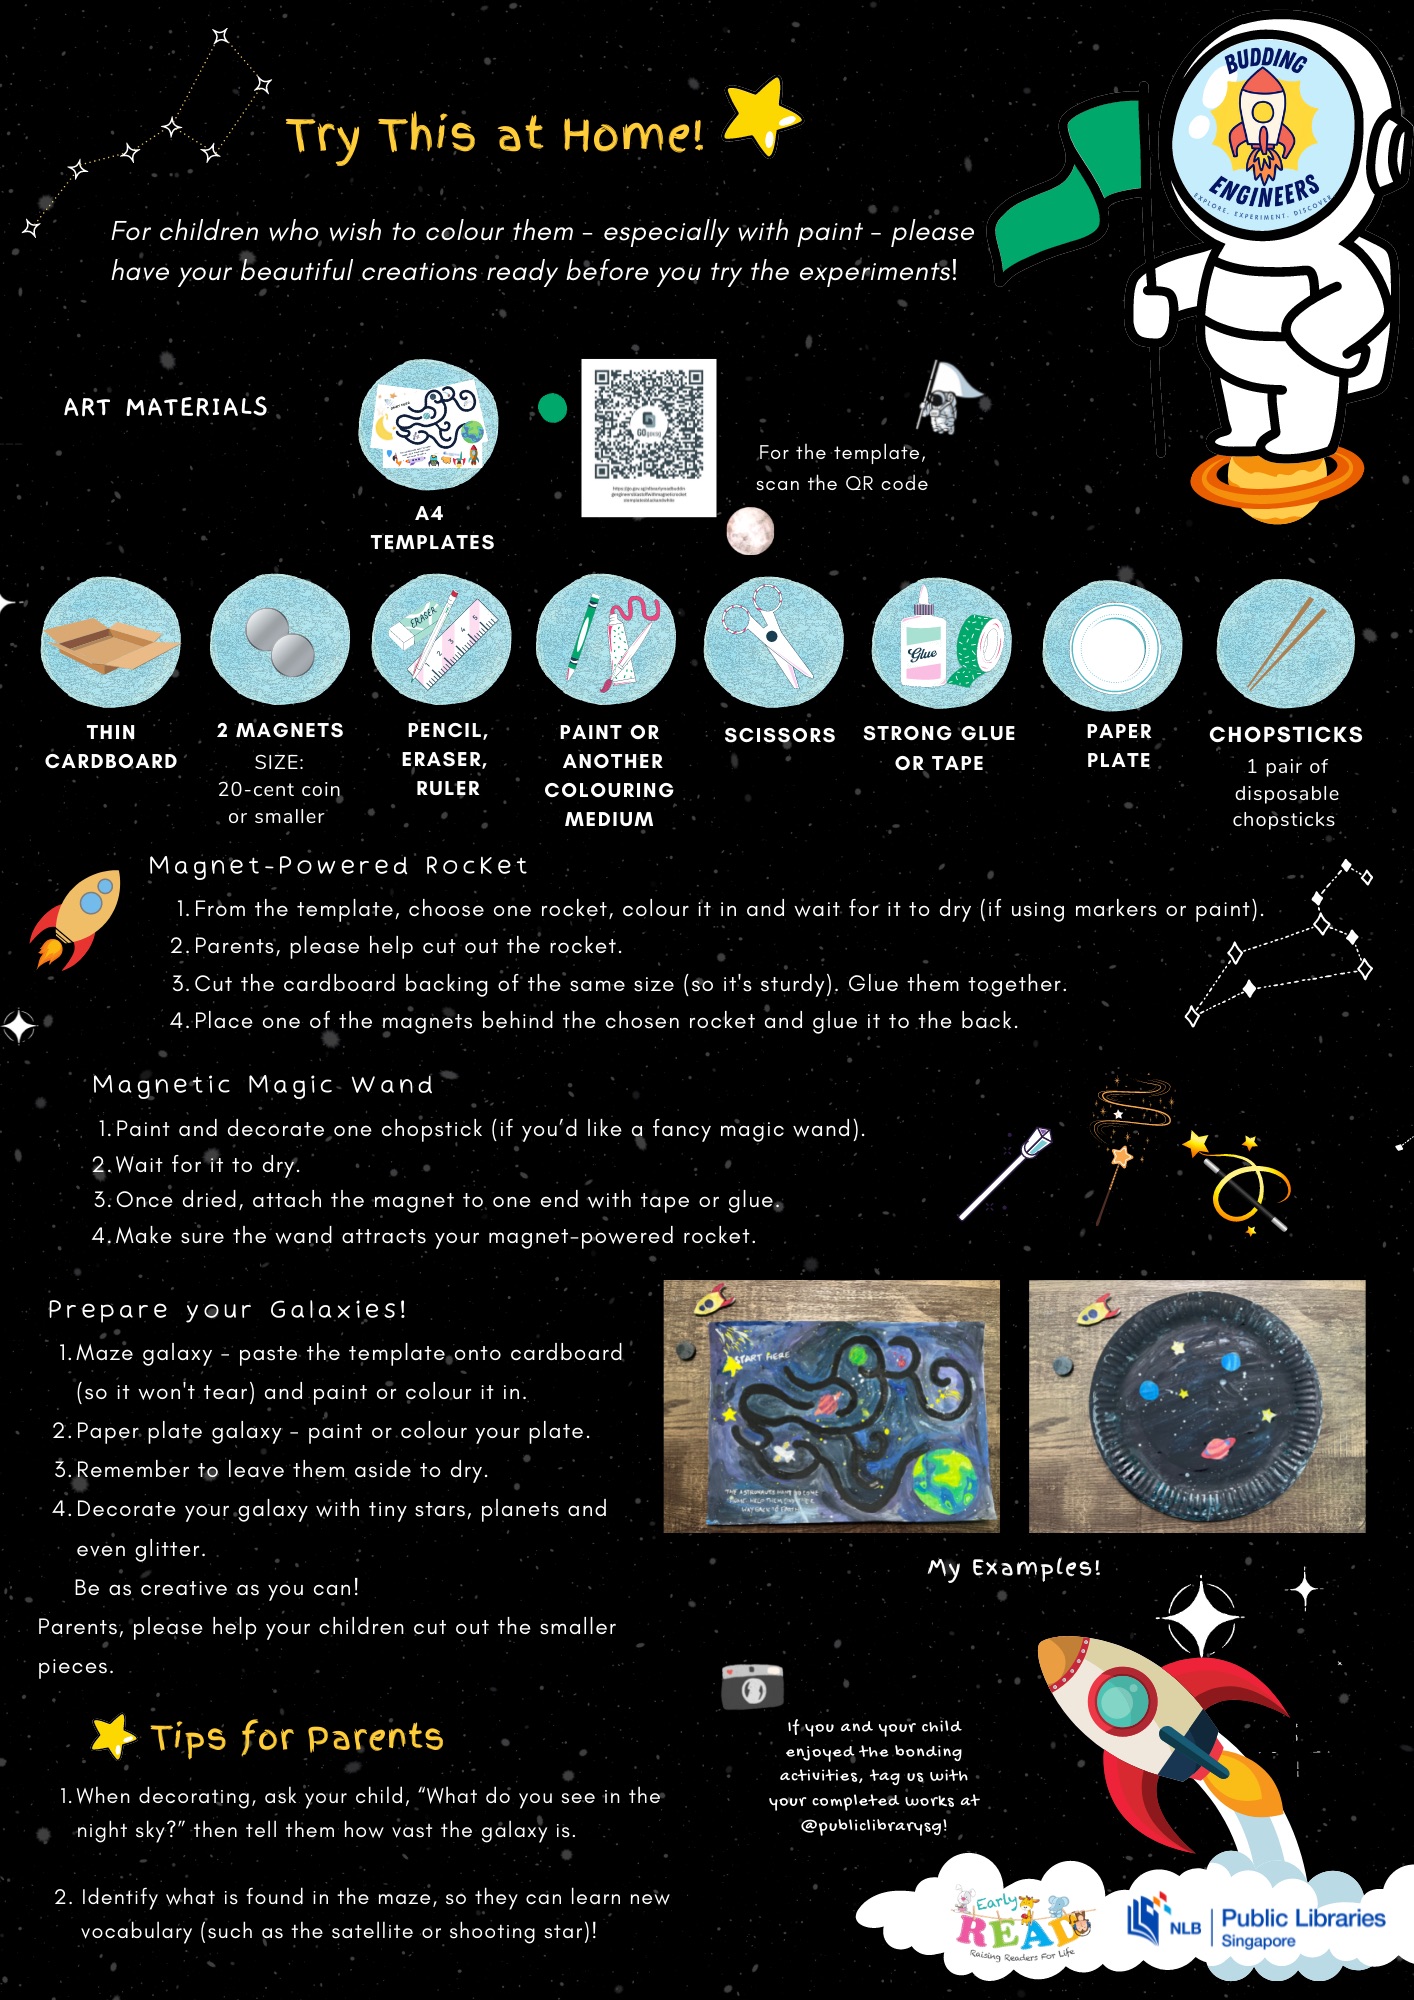 BUDDING
ENGINEERS
EXPLORE. EXPERIMENT. DISCOVER
Try This at Home!
For children who wish to colour them - especially with paint - please
have your beautiful creations ready before you try the experiments!
ART MATERIALS
For the template,
scan the QR code
A4
TEMPLATES
ERASER
Glue
THIN
CARDBOARD
2 MAGNETS
SIZE:
20-cent coin
or smaller
PENCIL,
ERASER,
RULER
PAINT OR
ANOTHER
COLOURING
MEDIUM
SCISSORS
STRONG GLUE
OR TAPE
PAPER
PLATE
CHOPSTICKS
1 pair of
disposable
chopsticks
Magnet-Powered Rocket
1. From the template, choose one rocket, colour it in and wait for it to dry (if using markers or paint).
2. Parents, please help cut out the rocket.
3. Cut the cardboard backing of the same size (so it's sturdy). Glue them together.
4. Place one of the magnets behind the chosen rocket and glue it to the back.
Magnetic Magic Wand
1. Paint and decorate one chopstick (if you’d like a fancy magic wand).
2. Wait for it to dry.
3. Once dried, attach the magnet to one end with tape or glue.
4. Make sure the wand attracts your magnet-powered rocket.
Prepare your Galaxies!
1. Maze galaxy - paste the template onto cardboard
(so it won't tear) and paint or colour it in.
2. Paper plate galaxy - paint or colour your plate.
3. Remember to leave them aside to dry.
4. Decorate your galaxy with tiny stars, planets and
even glitter.
Be as creative as you can!
Parents, please help your children cut out the smaller
pieces.
START HERE
My Examples!
Tips for Parents
1. When decorating, ask your child, “What do you see in the
night sky?” then tell them how vast the galaxy is.
2. Identify what is found in the maze, so they can learn new
vocabulary (such as the satellite or shooting star)!
If you and your child
enjoyed the bonding
activities, tag us with
your completed works at
@publiclibrarysg!
Early
READ
Raising Readers For Life
NLB
Public Libraries
Singapore